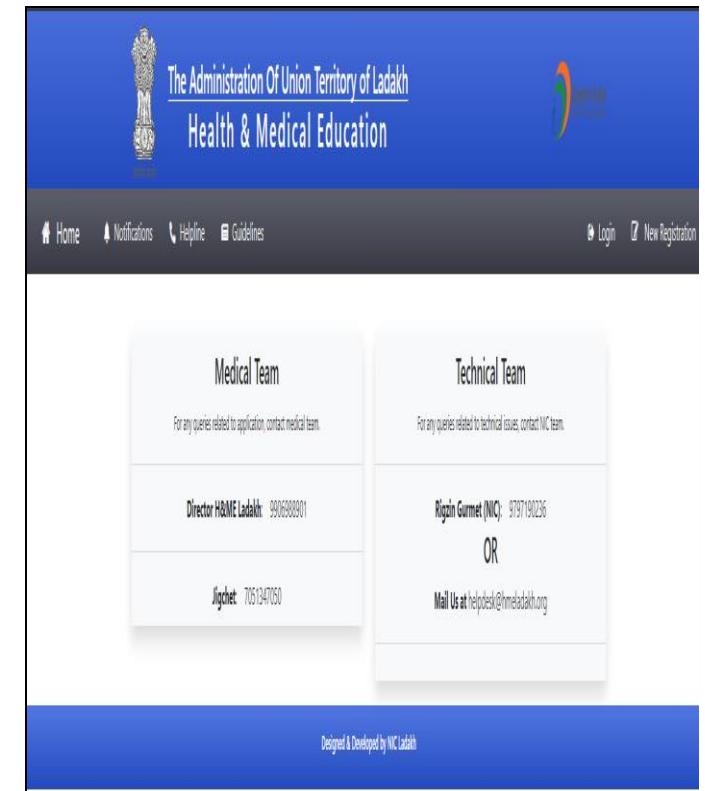 The Administration Of Union Territory of Ladakh
Health & Medical Education
Home Notifications Helpline Guidelines Login New Registration
Medical Team
For any queries related to application, contact medical team.
Director H&ME Ladakh: 9906988901
Jigchet: 7051347050
Technical Team
For any queries related to technical issues, contact NIC team.
Rigzin Gurmet (NIC): 9797190236
OR
Mail Us at helpdesk@hmeladakh.org
Designed & Developed by NIC Ladakh